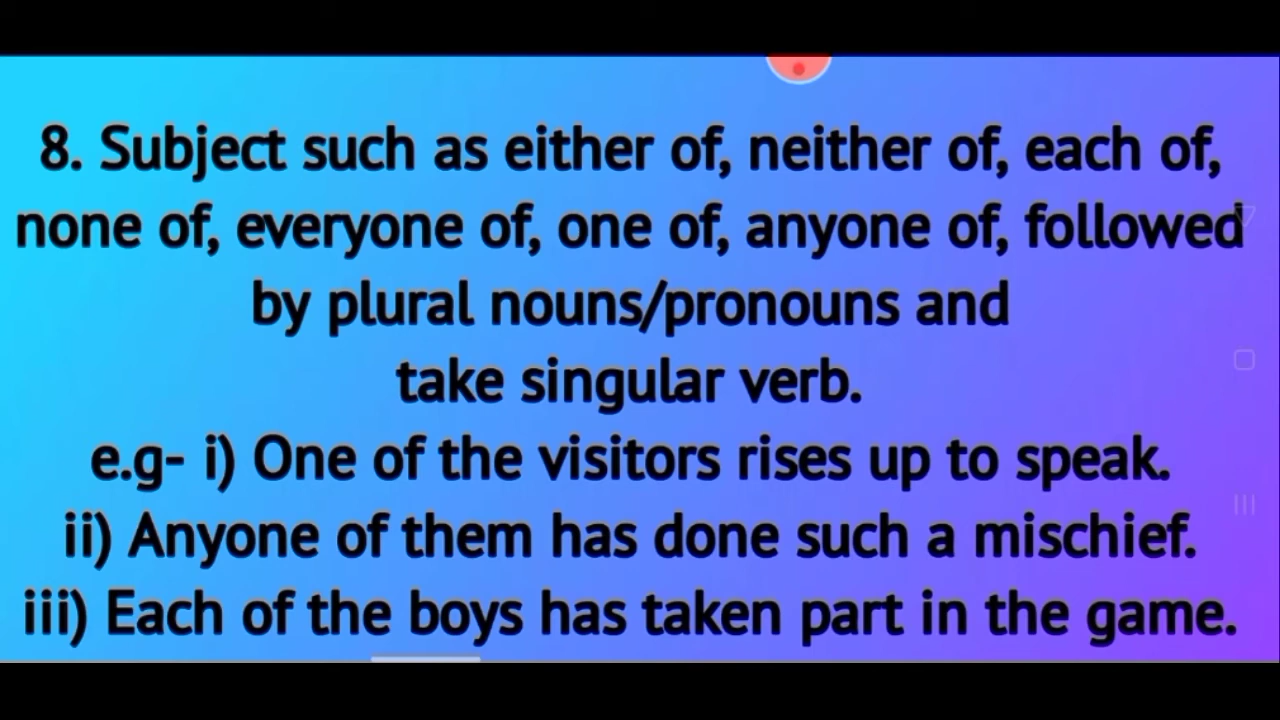 8. Subject such as either of, neither of, each of,
none of, everyone of, one of, anyone of, followed
by plural nouns/pronouns and
take singular verb.
e.g- i) One of the visitors rises up to speak.
ii) Anyone of them has done such a mischief.
iii) Each of the boys has taken part in the game.